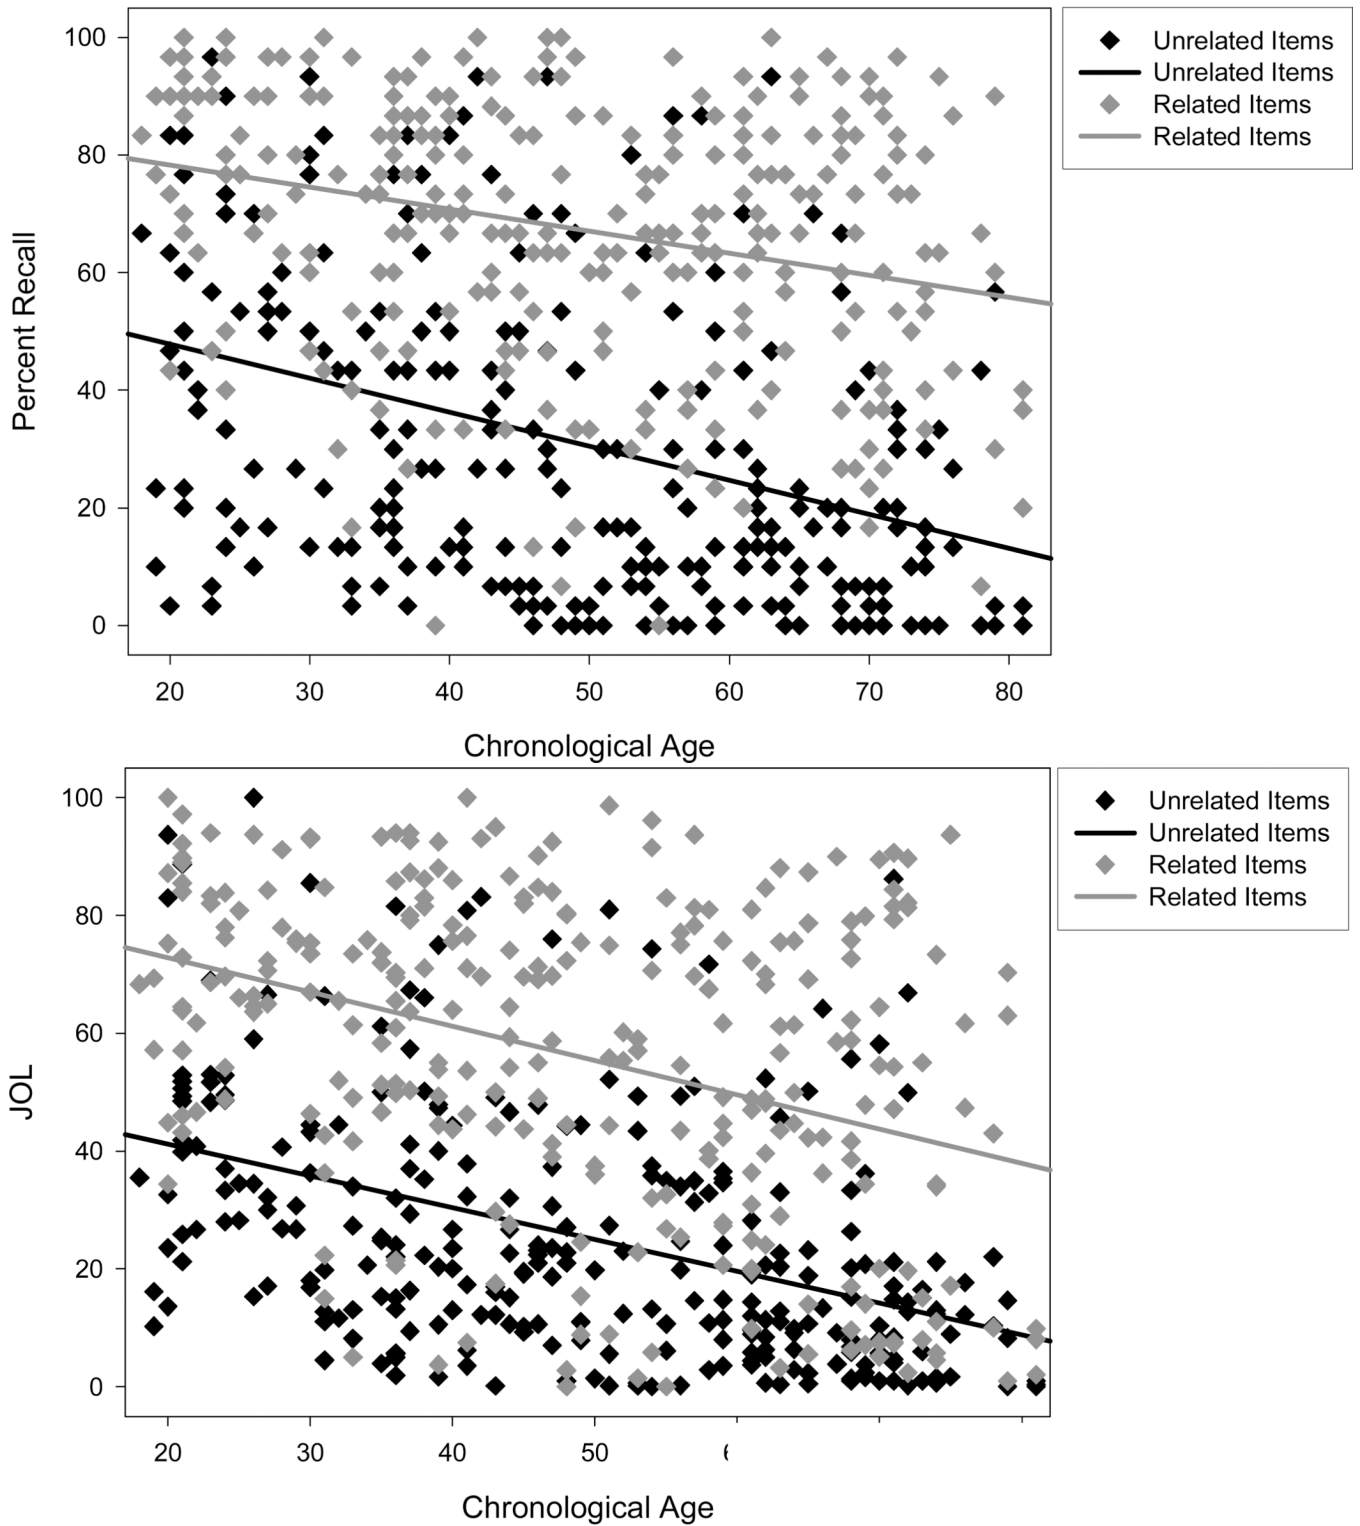 100
80
60
40
20
0
Percent Recall
20 30 40 50 60 70 80
Chronological Age
Unrelated Items
Unrelated Items
Related Items
Related Items
100
80
60
40
20
0
JOL
20 30 40 50
Chronological Age
Unrelated Items
Unrelated Items
Related Items
Related Items